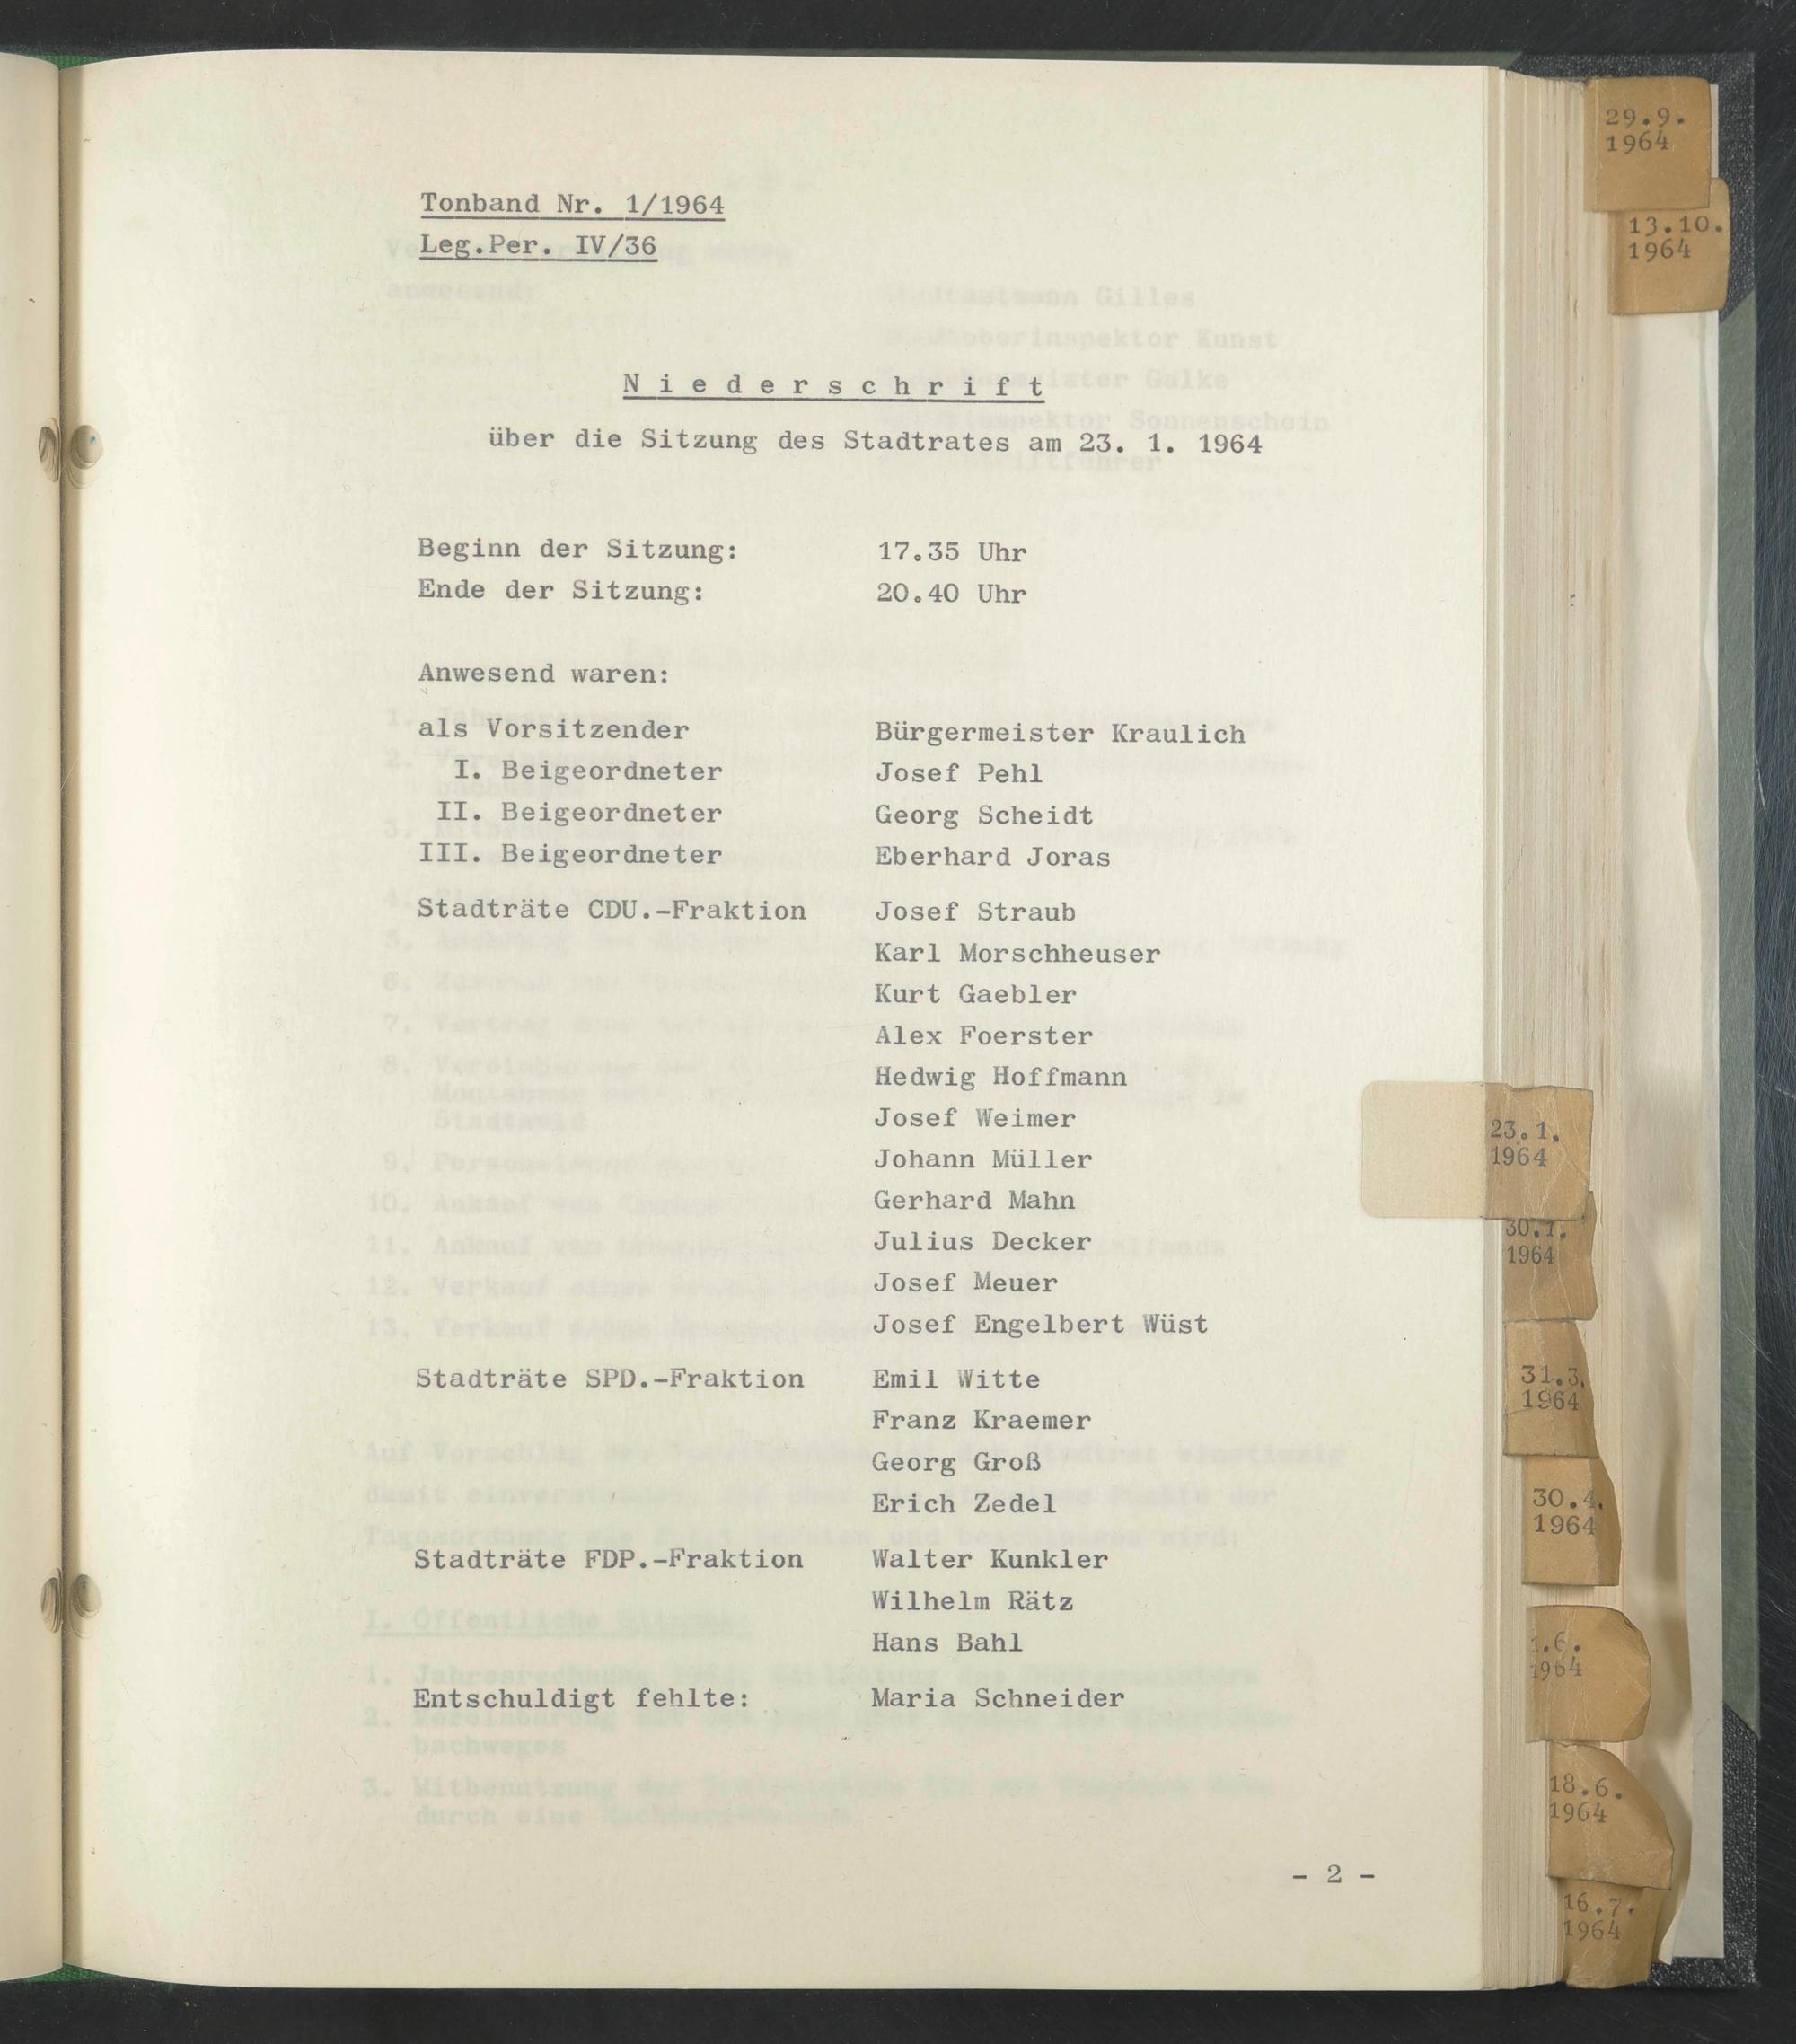 Tonband Nr. 1/1964
Leg.Per. IV/36
Niederschrift
über die Sitzung des Stadtrates am 23. 1. 1964
Beginn der Sitzung: 17.35 Uhr
Ende der Sitzung: 20.40 Uhr
Anwesend waren:
als Vorsitzender Bürgermeister Kraulich
I. Beigeordneter Josef Pehl
II. Beigeordneter Georg Scheidt
III. Beigeordneter Eberhard Joras
Stadträte CDU.-Fraktion Josef Straub
Karl Morschheuser
Kurt Gaebler
Alex Foerster
Hedwig Hoffmann
Josef Weimer
Johann Müller
Gerhard Mahn
Julius Decker
Josef Meuer
Josef Engelbert Wüst
Stadträte SPD.-Fraktion Emil Witte
Franz Kraemer
Georg Groß
Erich Zedel
Stadträte FDP.-Fraktion Walter Kunkler
Wilhelm Rätz
Hans Bahl
Entschuldigt fehlte: Maria Schneider
- 2 -
29.9.
1964
13.10.
1964
23.1.
1964
30.1.
1964
31.3.
1964
30.4.
1964
1.6.
1964
18.6.
1964
16.7.
1964